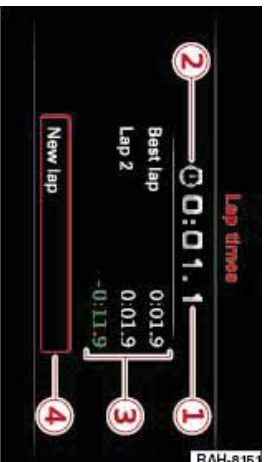 Lap times
② 0:01.1 ①
Best lap 0:01.9
Lap 2 0:01.9
-0:11.9 ③
New lap ④
RAH-8151